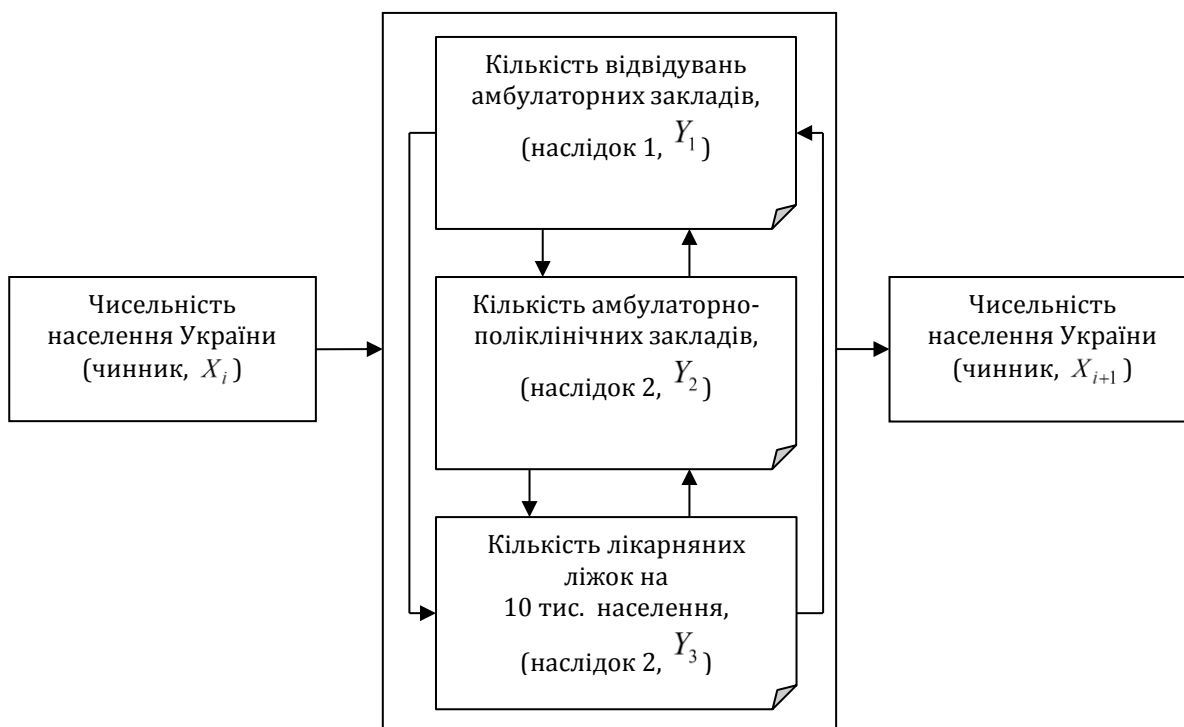 Кількість відвідувань
амбулаторних закладів,
(наслідок 1, Y₁)
Чисельність
населення України
(чинник, Xᵢ)
Кількість амбулаторно-
поліклінічних закладів,
(наслідок 2, Y₂)
Чисельність
населення України
(чинник, Xᵢ₊₁)
Кількість лікарняних
ліжок на
10 тис. населення,
(наслідок 2, Y₃)